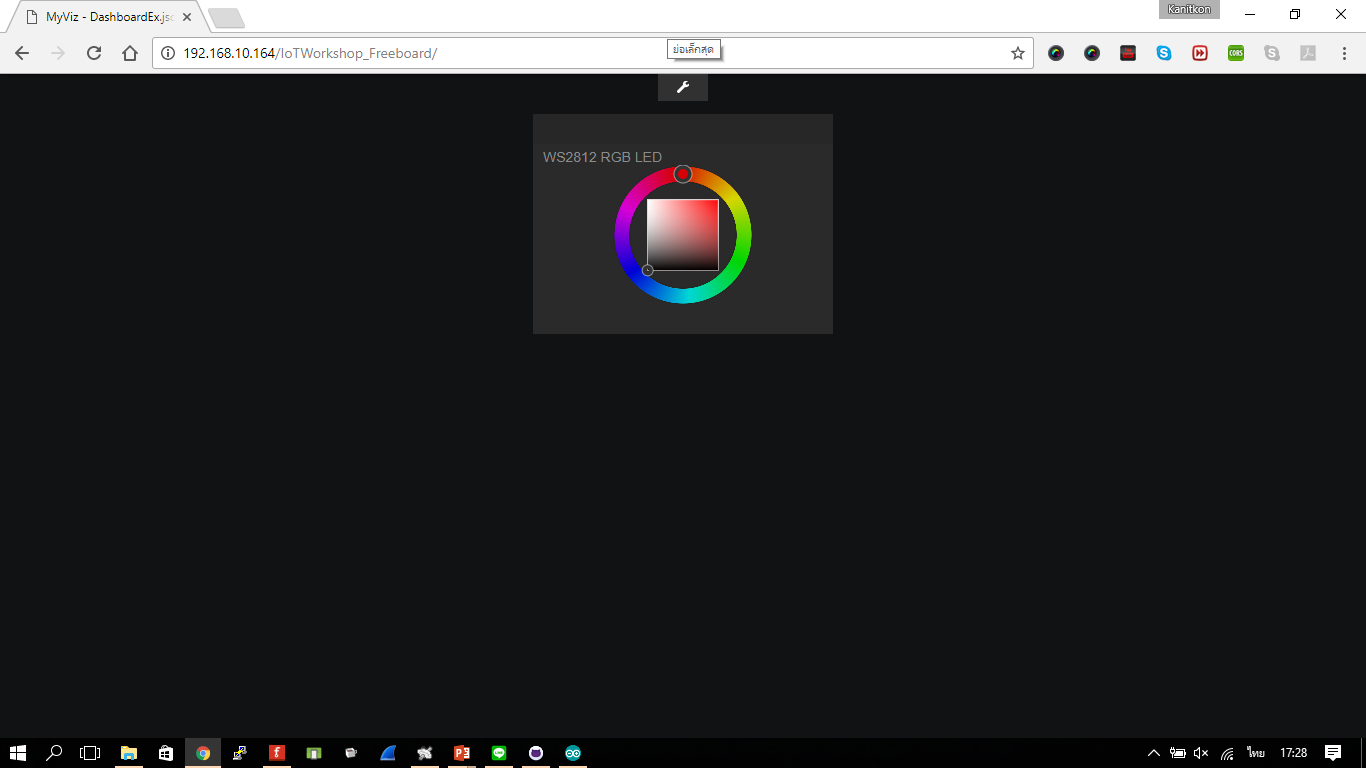 MyViz - DashboardEx.jsc
Kanitkon
192.168.10.164/IoTWorkshop_Freeboard/
ย่อเล็กสุด
CORS
WS2812 RGB LED
ไทย
17:28